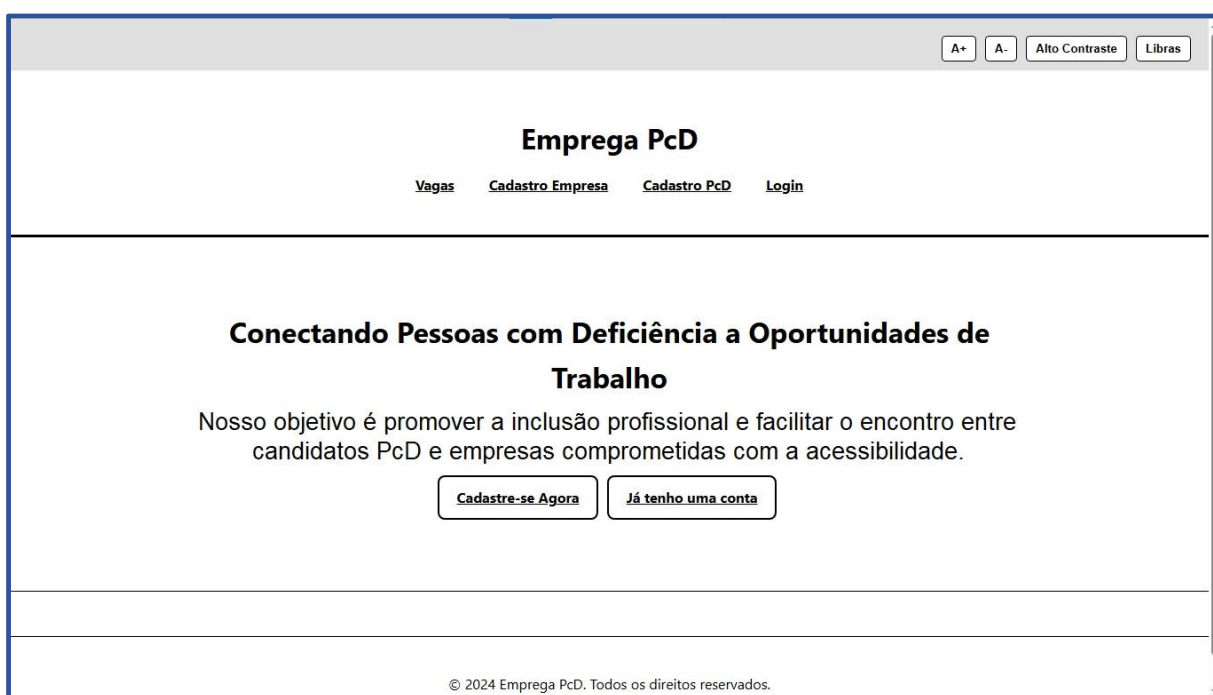 A+ A- Alto Contraste Libras
Emprega PcD
Vagas Cadastro Empresa Cadastro PcD Login
Conectando Pessoas com Deficiência a Oportunidades de
Trabalho
Nosso objetivo é promover a inclusão profissional e facilitar o encontro entre
candidatos PcD e empresas comprometidas com a acessibilidade.
Cadastre-se Agora Já tenho uma conta
© 2024 Emprega PcD. Todos os direitos reservados.